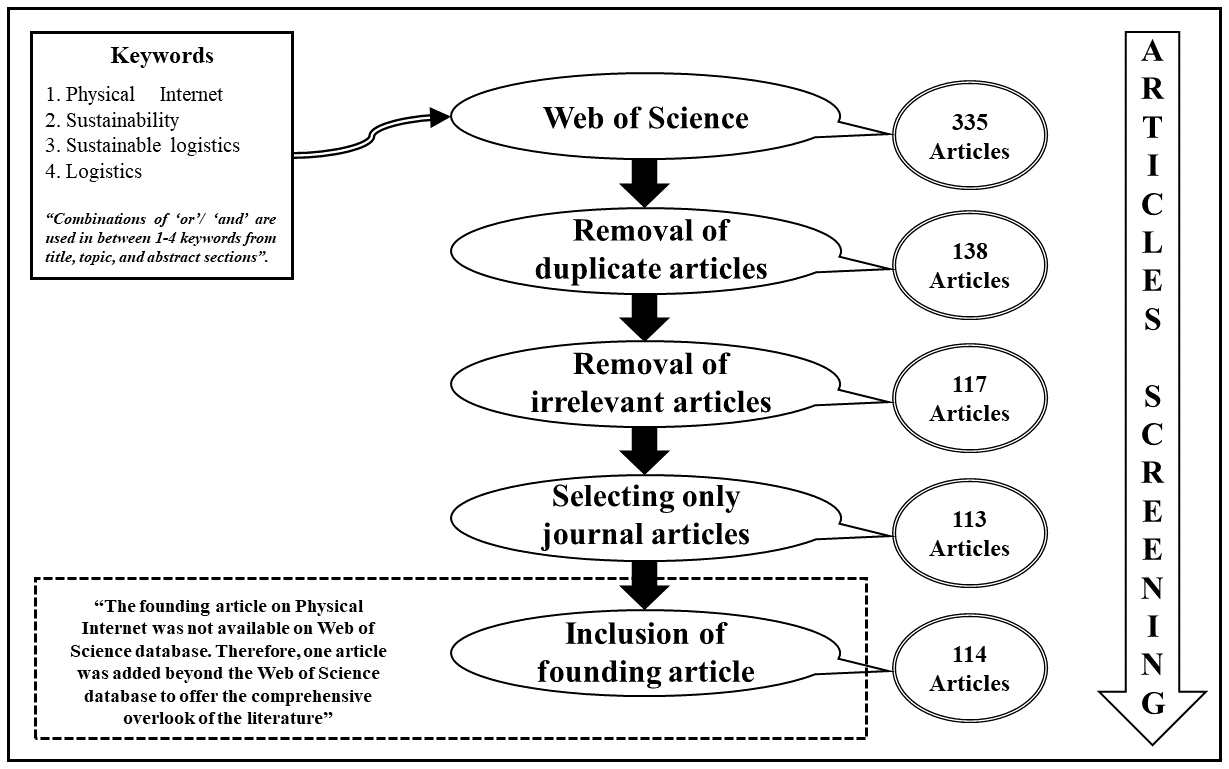 Keywords
1. Physical Internet
2. Sustainability
3. Sustainable logistics
4. Logistics
“Combinations of ‘or’/ ‘and’ are
used in between 1-4 keywords from
title, topic, and abstract sections”.
Web of Science
335
Articles
Removal of
duplicate articles
138
Articles
Removal of
irrelevant articles
117
Articles
Selecting only
journal articles
113
Articles
“The founding article on Physical
Internet was not available on Web of
Science database. Therefore, one article
was added beyond the Web of Science
database to offer the comprehensive
overlook of the literature”
Inclusion of
founding article
114
Articles
ARTICLES SCREENING